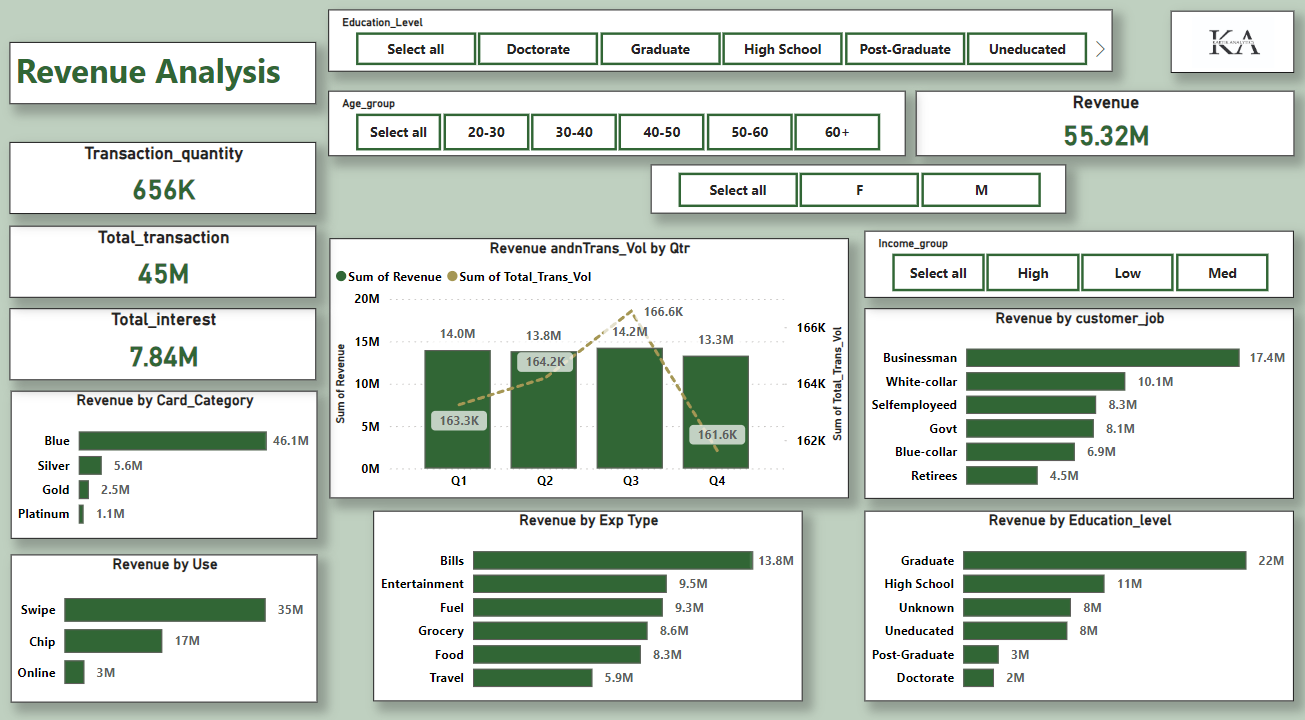 Revenue Analysis
Education_Level
Select all
Doctorate
Graduate
High School
Post-Graduate
Uneducated
KA
Age_group
Select all
20-30
30-40
40-50
50-60
60+
Revenue
55.32M
Select all
F
M
Transaction_quantity
656K
Total_transaction
45M
Total_interest
7.84M
Revenue by Card_Category
Blue 46.1M
Silver 5.6M
Gold 2.5M
Platinum 1.1M
Revenue by Use
Swipe 35M
Chip 17M
Online 3M
Revenue andnTrans_Vol by Qtr
Sum of Revenue Sum of Total_Trans_Vol
Sum of Revenue
20M
15M
10M
5M
0M
14.0M
13.8M
14.2M
13.3M
163.3K
164.2K
166.6K
161.6K
Q1
Q2
Q3
Q4
166K
164K
162K
Sum of Total_Trans_Vol
Income_group
Select all
High
Low
Med
Revenue by customer_job
Businessman 17.4M
White-collar 10.1M
Selfemployeed 8.3M
Govt 8.1M
Blue-collar 6.9M
Retirees 4.5M
Revenue by Exp Type
Bills 13.8M
Entertainment 9.5M
Fuel 9.3M
Grocery 8.6M
Food 8.3M
Travel 5.9M
Revenue by Education_level
Graduate 22M
High School 11M
Unknown 8M
Uneducated 8M
Post-Graduate 3M
Doctorate 2M